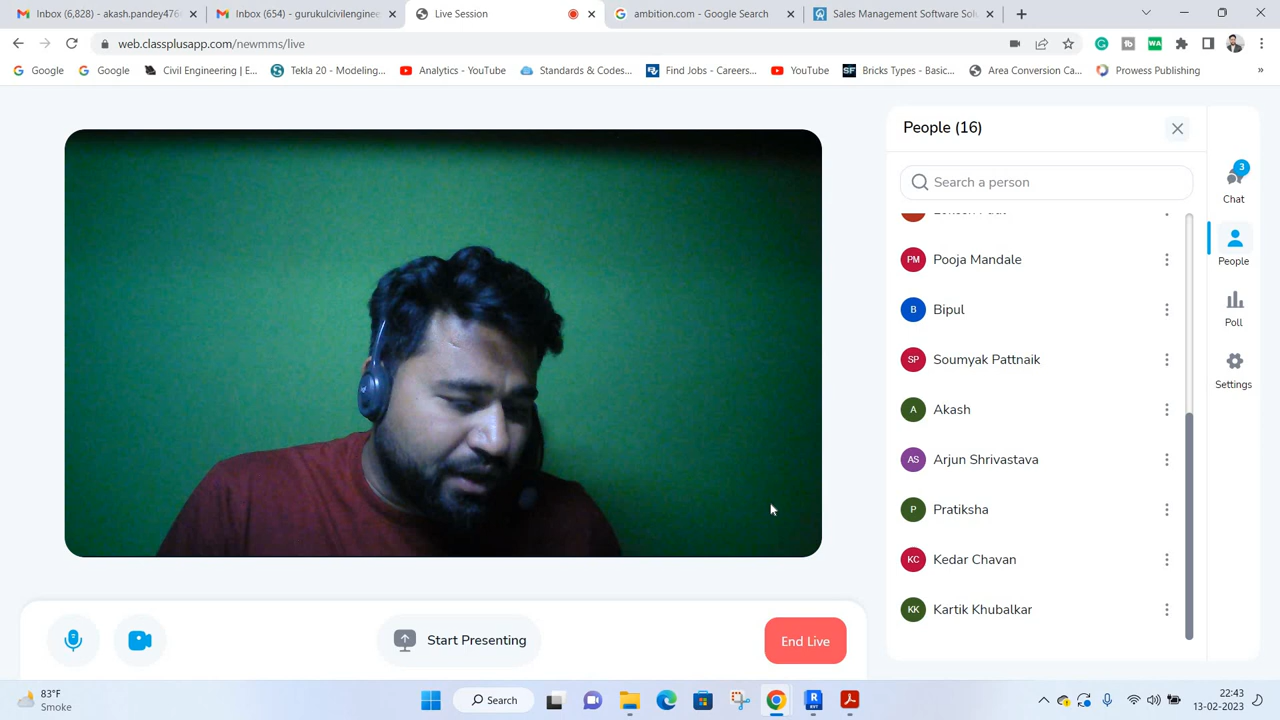 Inbox (6,828) - akash.pandey476
Inbox (654) - gurukulcivilengine
Live Session
ambition.com - Google Search
Sales Management Software Sol
web.classplusapp.com/newmms/live
Google
Google
Civil Engineering | E...
Tekla 20 - Modeling...
Analytics - YouTube
Standards & Codes...
Find Jobs - Careers...
YouTube
Bricks Types - Basic...
Area Conversion Ca...
Prowess Publishing
People (16)
Search a person
PM Pooja Mandale
B Bipul
SP Soumyak Pattnaik
A Akash
AS Arjun Shrivastava
P Pratiksha
KC Kedar Chavan
KK Kartik Khubalkar
3
Chat
People
Poll
Settings
Start Presenting
End Live
83°F
Smoke
Search
22:43
13-02-2023